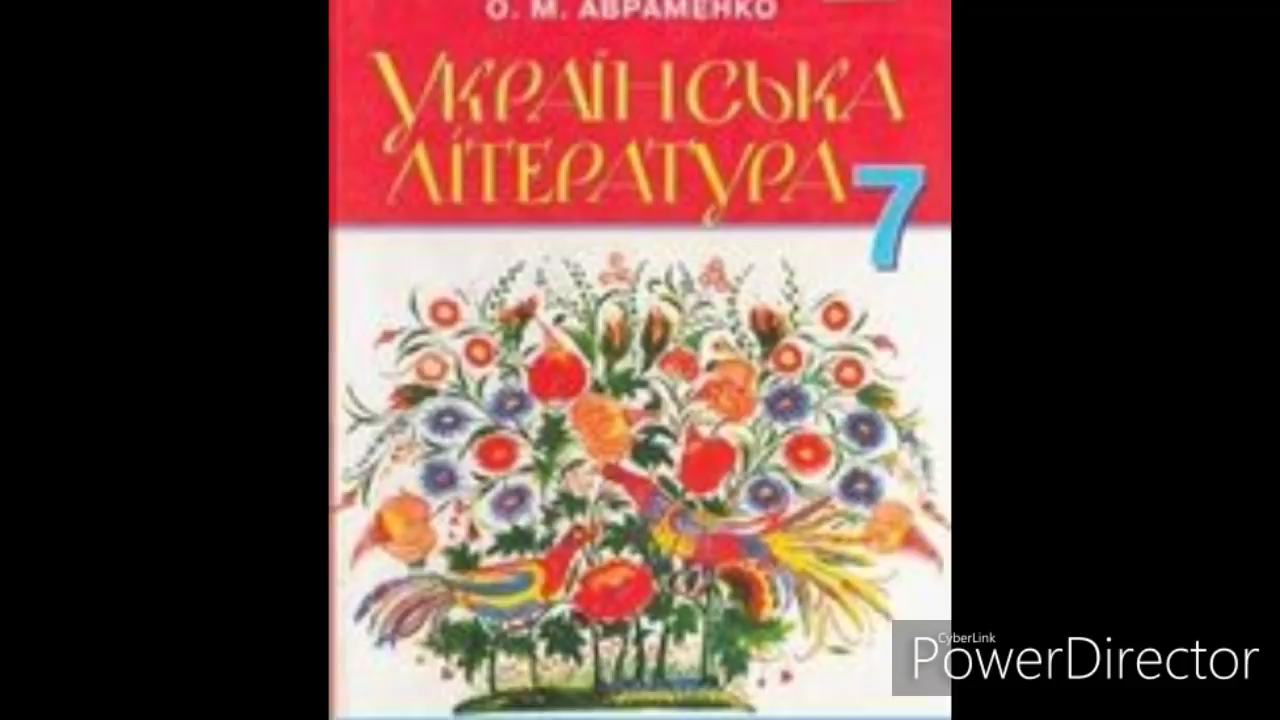 О. М. АВРАМЕНКО
УКРАЇНСЬКА
ЛІТЕРАТУРА
7
CyberLink
PowerDirector